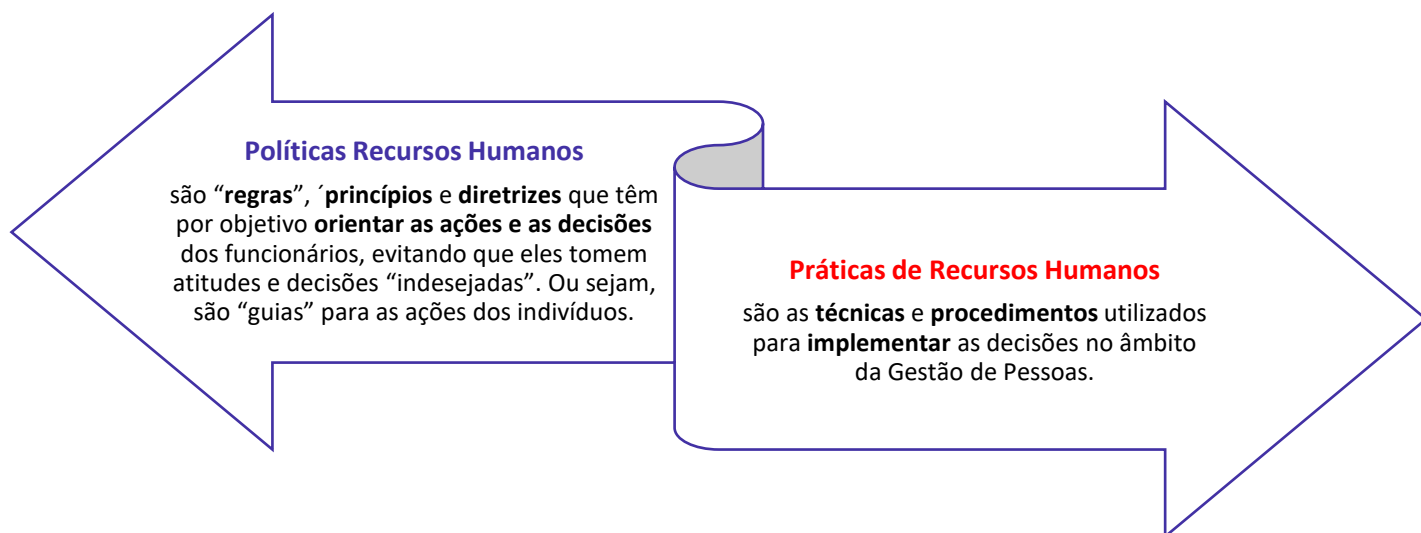 Políticas Recursos Humanos
são “regras”, ´princípios e diretrizes que têm
por objetivo orientar as ações e as decisões
dos funcionários, evitando que eles tomem
atitudes e decisões “indesejadas”. Ou sejam,
são “guias” para as ações dos indivíduos.
Práticas de Recursos Humanos
são as técnicas e procedimentos utilizados
para implementar as decisões no âmbito
da Gestão de Pessoas.